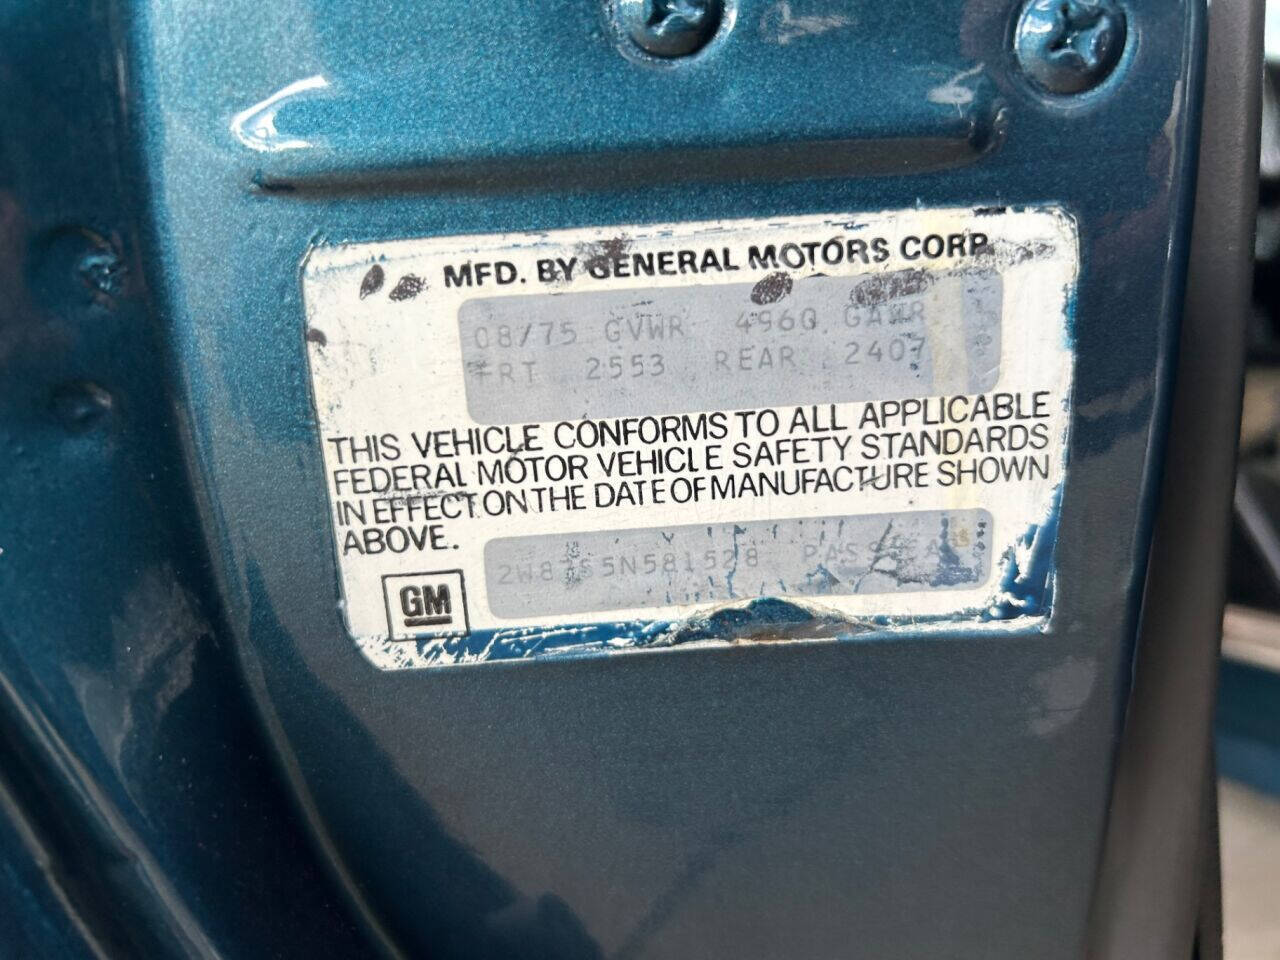 MFD. BY GENERAL MOTORS CORP.
08/75 GVWR 4960 GAWR
FRT 2553 REAR 2407
THIS VEHICLE CONFORMS TO ALL APPLICABLE
FEDERAL MOTOR VEHICLE SAFETY STANDARDS
IN EFFECT ON THE DATE OF MANUFACTURE SHOWN
ABOVE.
GM